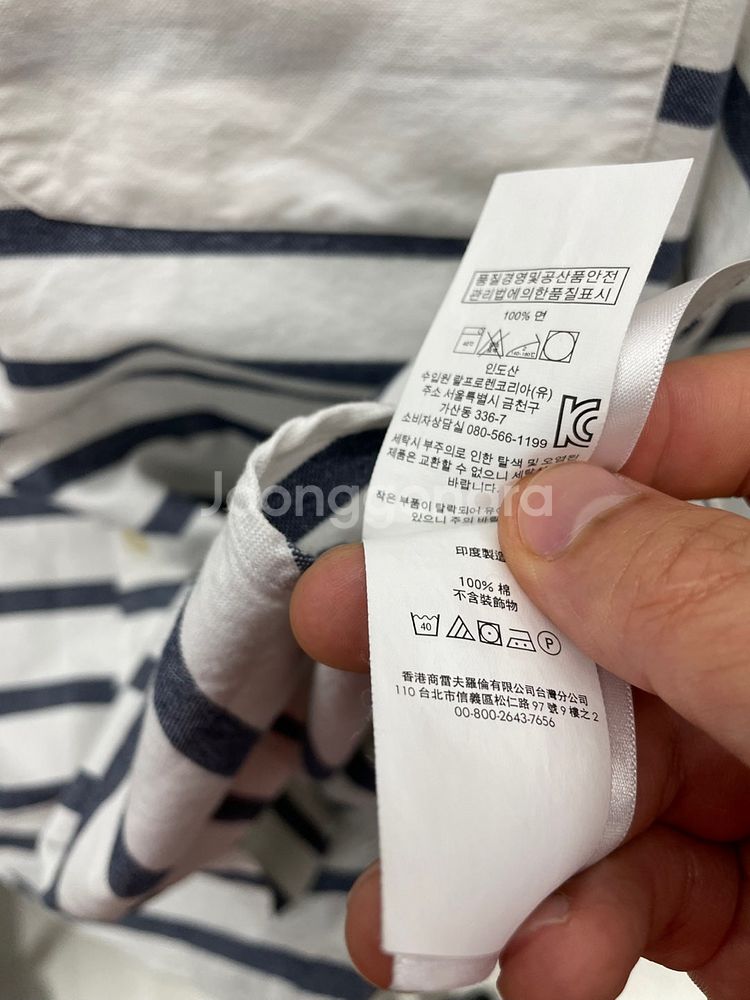 품질경영및공산품안전
관리법에의한품질표시
100% 면
40℃
140-160℃
인도산
수입원 랄프로렌코리아(유)
주소 서울특별시 금천구
가산동 336-7
소비자상담실 080-566-1199
세탁시 부주의로 인한 탈색 및 오염된
제품은 교환할 수 없으니 세탁
바랍니다.
작은 부품이 탈락되어
있으니 주의
Joonggonara
印度製造
100% 棉
不含裝飾物
40
P
香港商雷夫羅倫有限公司台灣分公司
110 台北市信義區松仁路 97 號 9 樓之 2
00-800-2643-7656